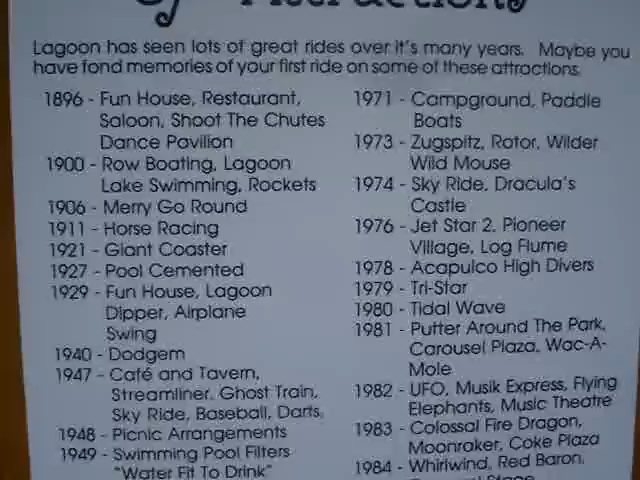 of Attractions
Lagoon has seen lots of great rides over it's many years. Maybe you
have fond memories of your first ride on some of these attractions.
1896 - Fun House, Restaurant,
Saloon, Shoot The Chutes
Dance Pavilion
1900 - Row Boating, Lagoon
Lake Swimming, Rockets
1906 - Merry Go Round
1911 - Horse Racing
1921 - Giant Coaster
1927 - Pool Cemented
1929 - Fun House, Lagoon
Dipper, Airplane
Swing
1940 - Dodgem
1947 - Café and Tavern,
Streamliner, Ghost Train,
Sky Ride, Baseball, Darts,
1948 - Picnic Arrangements
1949 - Swimming Pool Filters
"Water Fit To Drink"
1971 - Campground, Paddle
Boats
1973 - Zugspitz, Rotor, Wilder
Wild Mouse
1974 - Sky Ride, Dracula's
Castle
1976 - Jet Star 2, Pioneer
Village, Log Flume
1978 - Acapulco High Divers
1979 - Tri-Star
1980 - Tidal Wave
1981 - Putter Around The Park,
Carousel Plaza, Wac-A-
Mole
1982 - UFO, Musik Express, Flying
Elephants, Music Theatre
1983 - Colossal Fire Dragon,
Moonraker, Coke Plaza
1984 - Whirlwind, Red Baron,